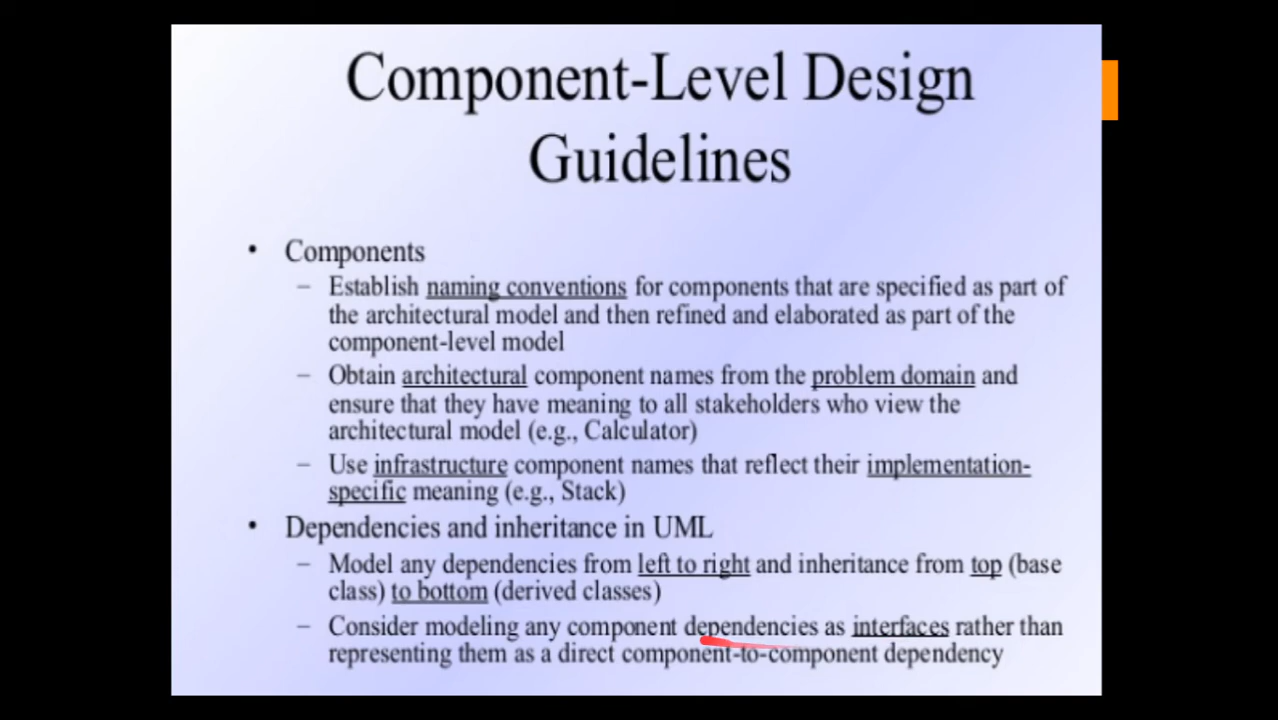 Component-Level Design
Guidelines
• Components
– Establish naming conventions for components that are specified as part of
the architectural model and then refined and elaborated as part of the
component-level model
– Obtain architectural component names from the problem domain and
ensure that they have meaning to all stakeholders who view the
architectural model (e.g., Calculator)
– Use infrastructure component names that reflect their implementation-
specific meaning (e.g., Stack)
• Dependencies and inheritance in UML
– Model any dependencies from left to right and inheritance from top (base
class) to bottom (derived classes)
– Consider modeling any component dependencies as interfaces rather than
representing them as a direct component-to-component dependency